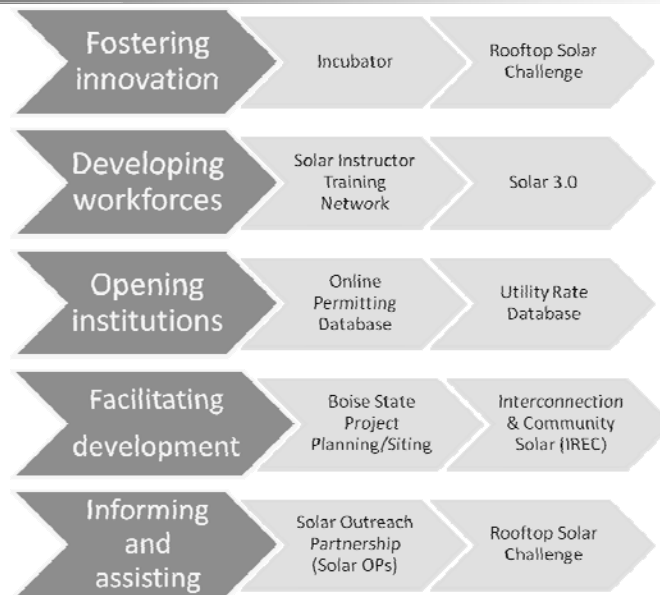 Fostering
innovation
Incubator
Rooftop Solar
Challenge
Developing
workforces
Solar Instructor
Training
Network
Solar 3.0
Opening
institutions
Online
Permitting
Database
Utility Rate
Database
Facilitating
development
Boise State
Project
Planning/Siting
Interconnection
& Community
Solar (IREC)
Informing
and
assisting
Solar Outreach
Partnership
(Solar OPs)
Rooftop Solar
Challenge